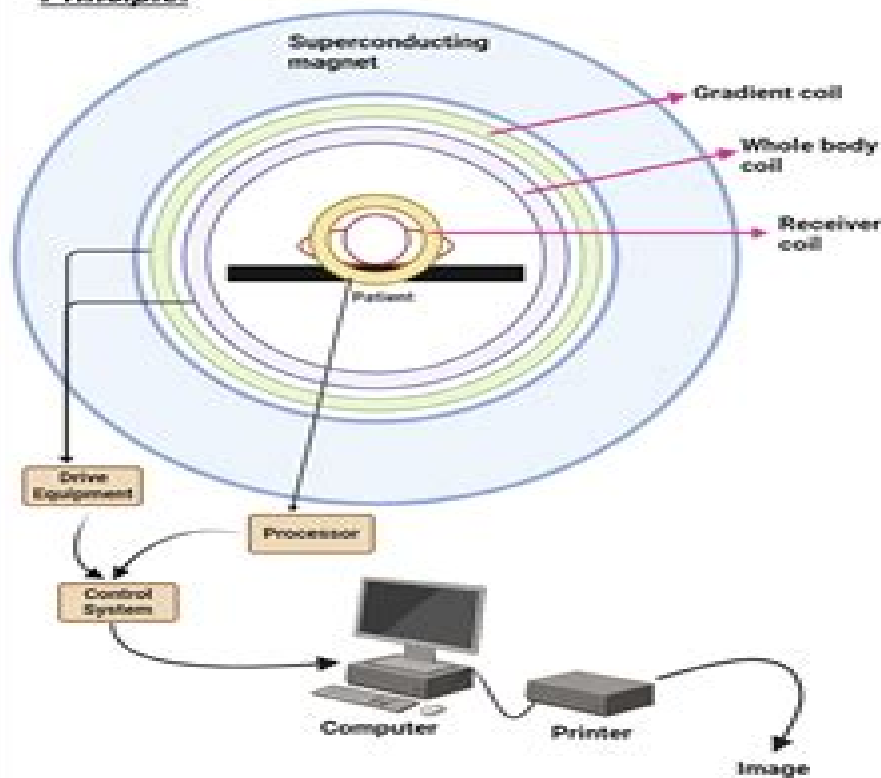 Superconducting
magnet
Gradient coil
Whole body
coil
Receiver
coil
Patient
Drive
Equipment
Processor
Control
System
Computer
Printer
Image